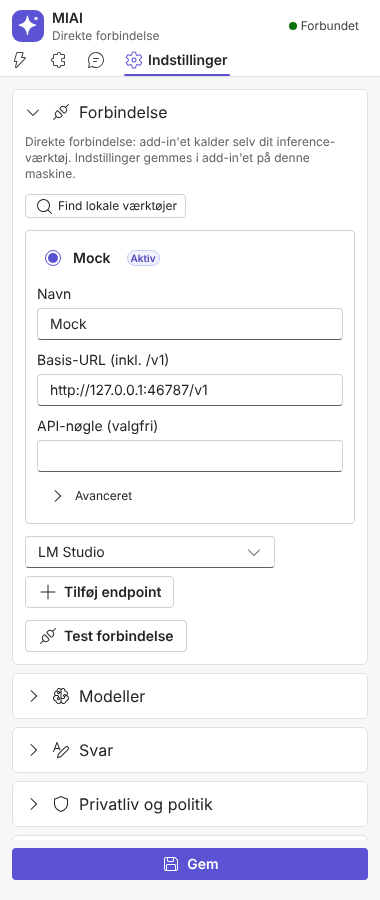 MIAI
Direkte forbindelse
Forbundet
Indstillinger
Forbindelse
Direkte forbindelse: add-in'et kalder selv dit inference-
værktøj. Indstillinger gemmes i add-in'et på denne
maskine.
Find lokale værktøjer
Mock Aktiv
Navn
Mock
Basis-URL (inkl. /v1)
http://127.0.0.1:46787/v1
API-nøgle (valgfri)
Avanceret
LM Studio
Tilføj endpoint
Test forbindelse
Modeller
Svar
Privatliv og politik
Gem